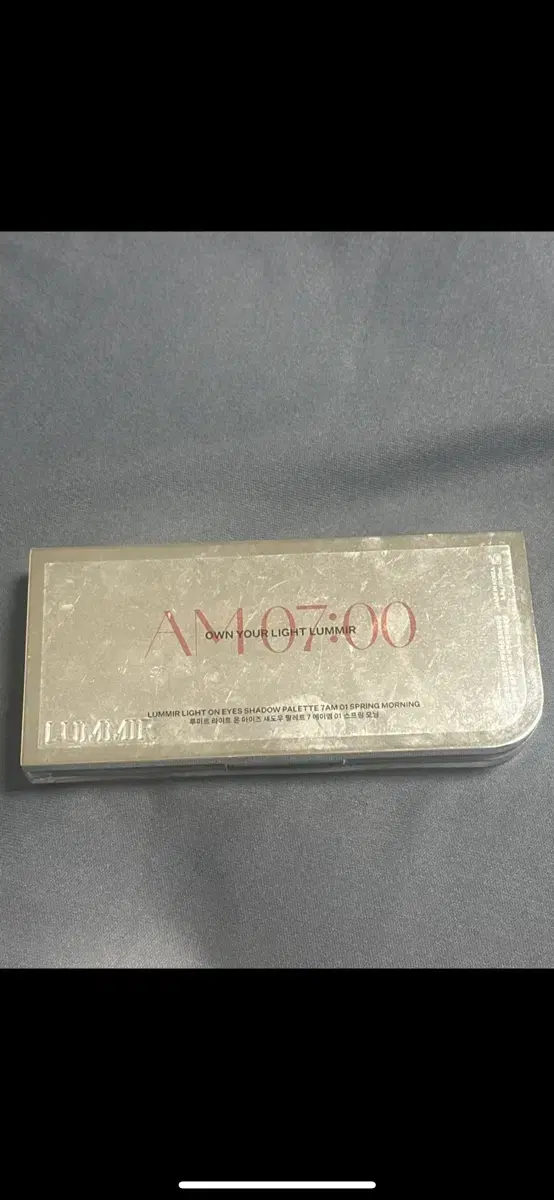 AM 07:00
OWN YOUR LIGHT LUMMIR
LUMMIR LIGHT ON EYES SHADOW PALETTE 7AM 01 SPRING MORNING
루미르 라이트 온 아이즈 섀도우 팔레트 7 에이엠 01 스프링 모닝
LUMMIR